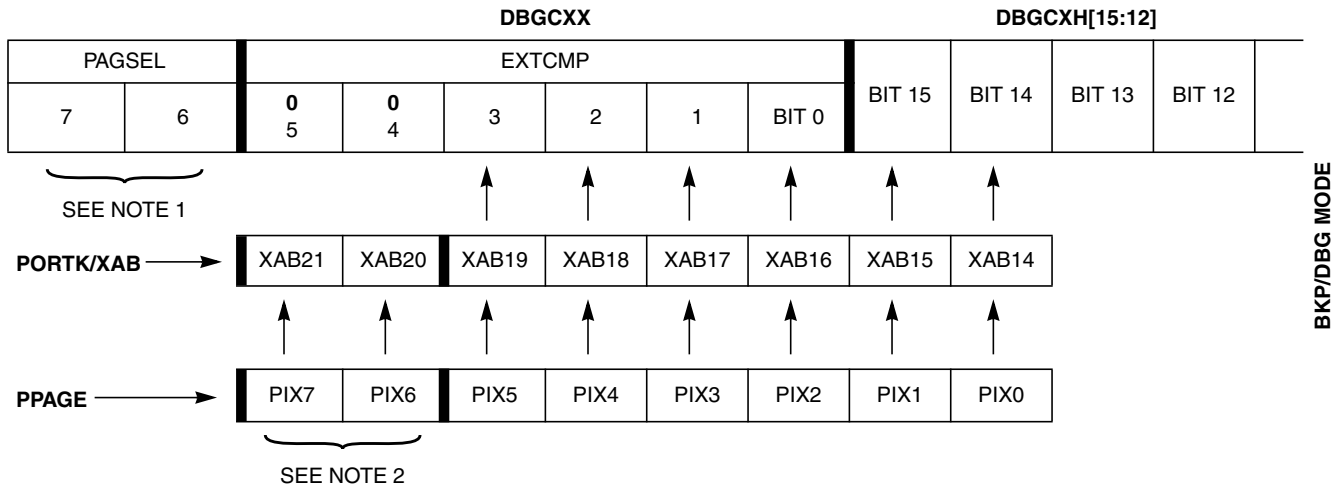 DBGCXX DBGCXH[15:12]
PAGSEL EXTCMP
BIT 15 BIT 14 BIT 13 BIT 12
0 0
7 6 5 4 3 2 1 BIT 0
SEE NOTE 1
PORTK/XAB XAB21 XAB20 XAB19 XAB18 XAB17 XAB16 XAB15 XAB14
PPAGE PIX7 PIX6 PIX5 PIX4 PIX3 PIX2 PIX1 PIX0
SEE NOTE 2
BKP/DBG MODE